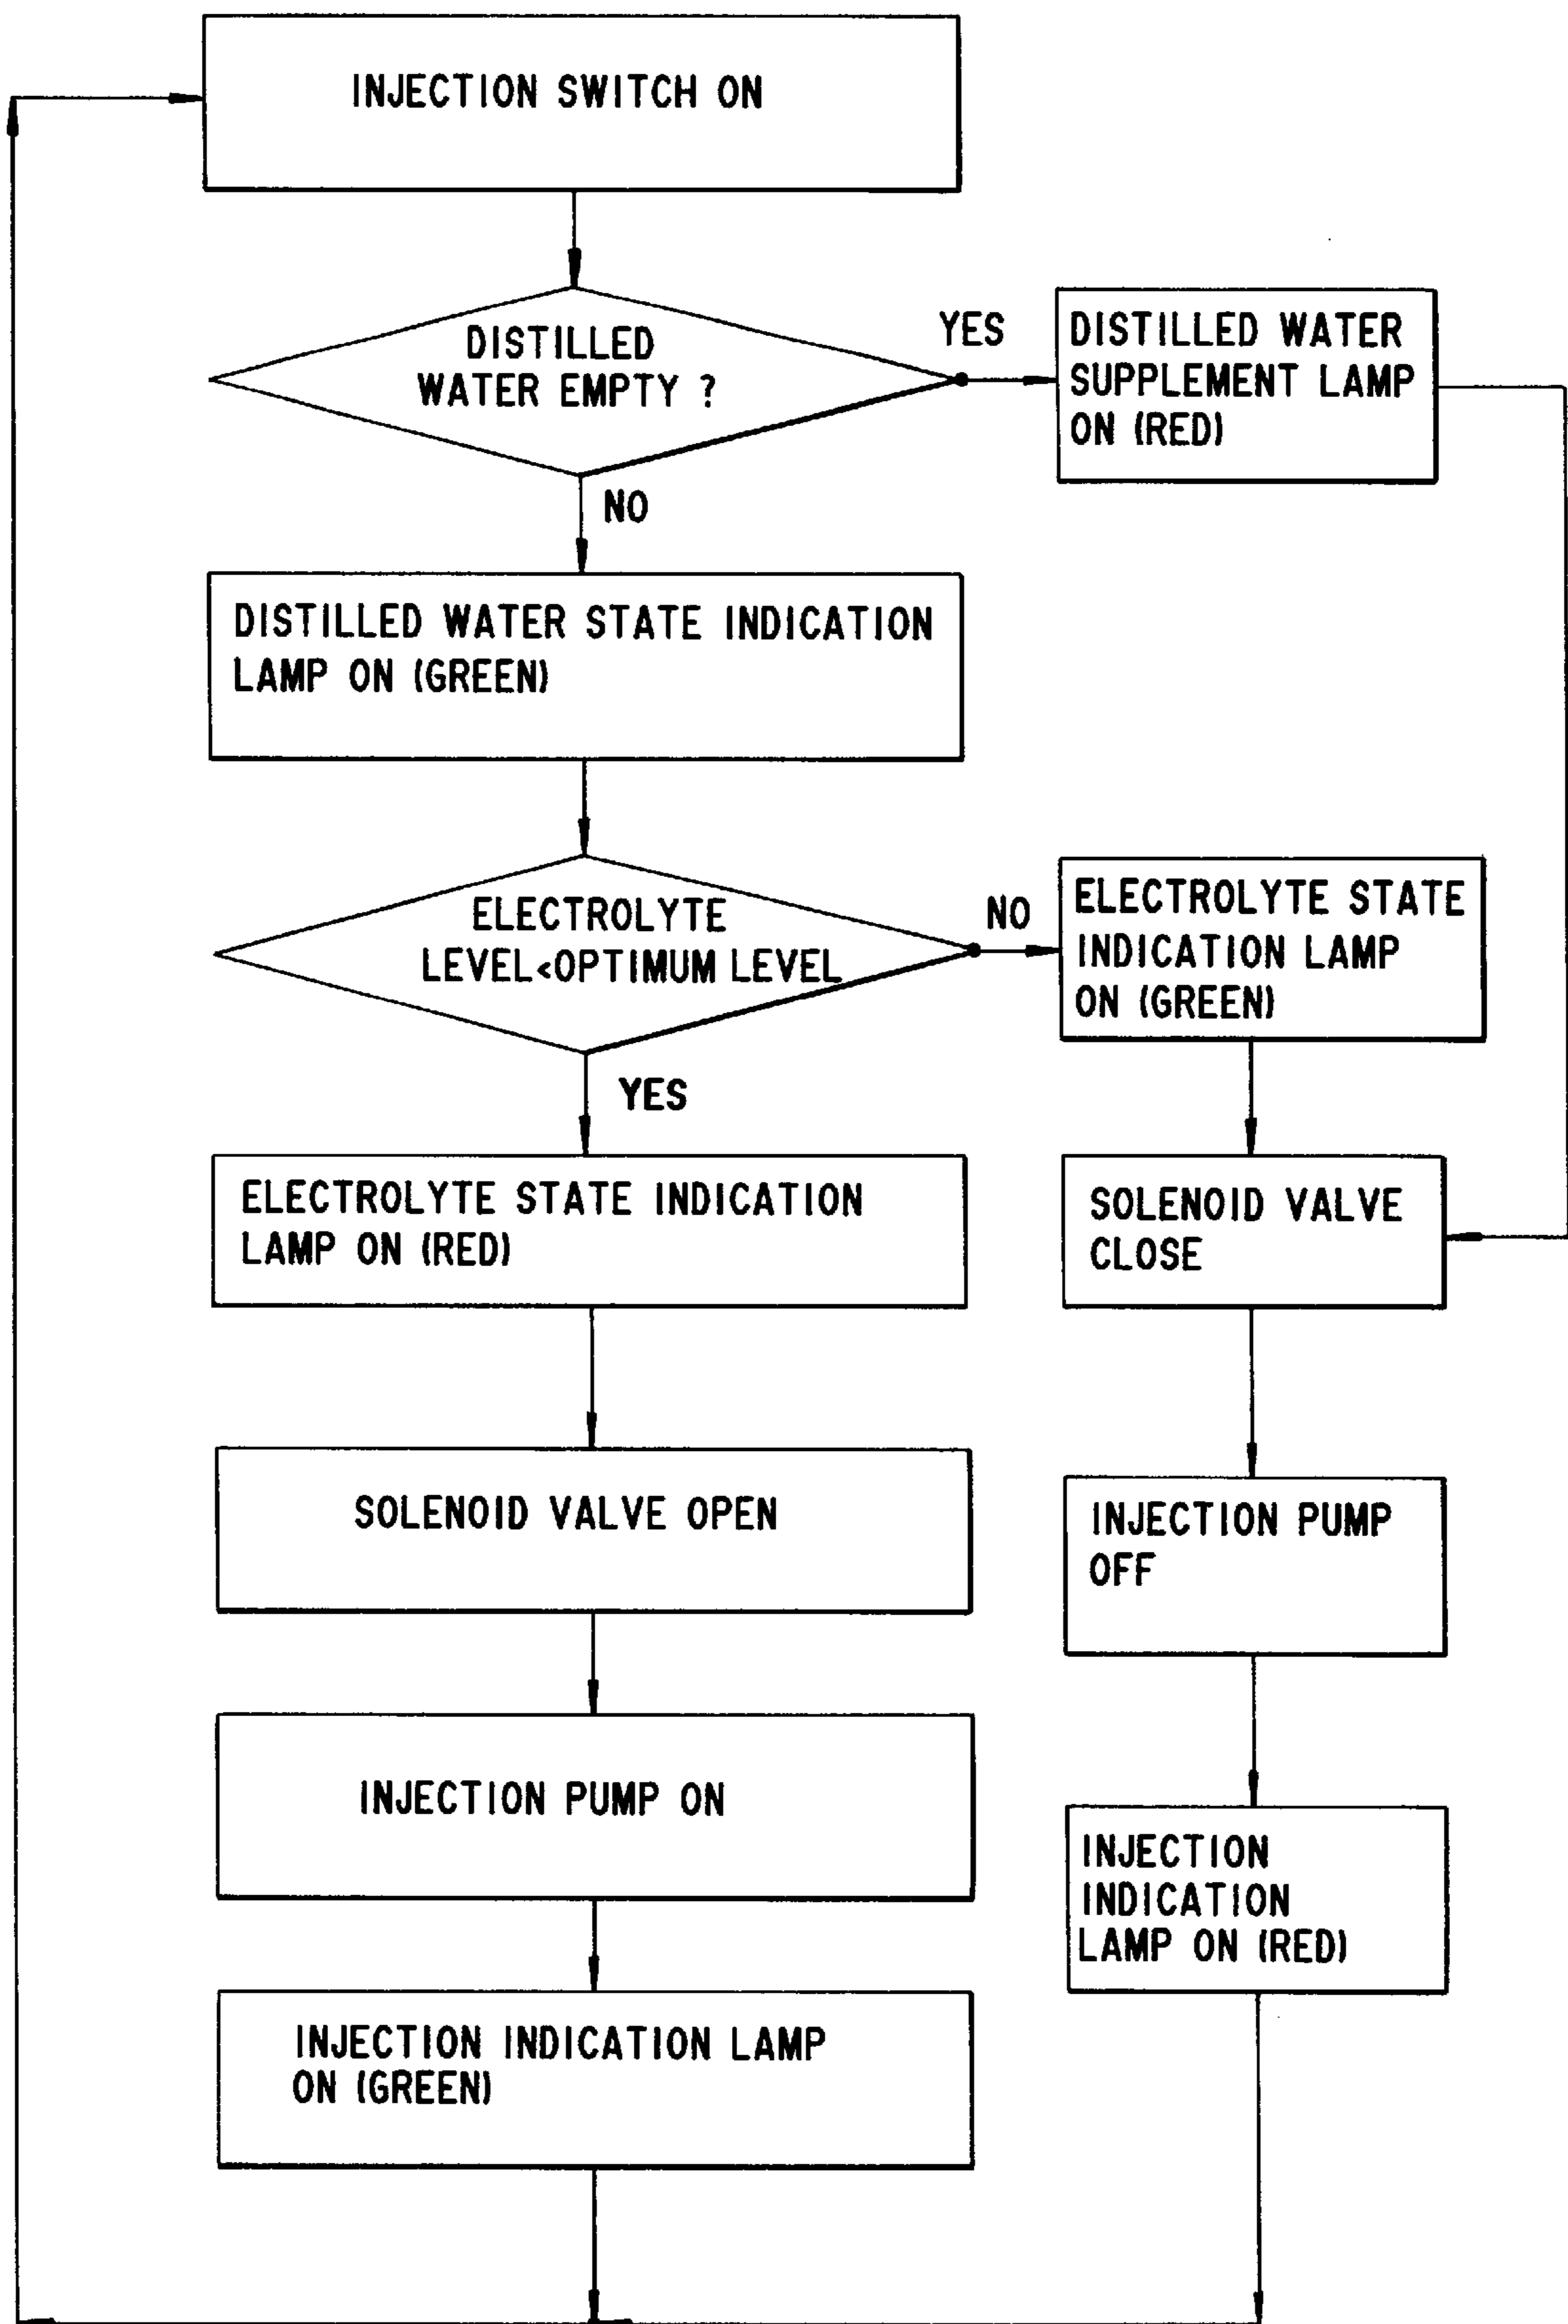 INJECTION SWITCH ON
DISTILLED
WATER EMPTY ?
YES
DISTILLED WATER
SUPPLEMENT LAMP
ON (RED)
NO
DISTILLED WATER STATE INDICATION
LAMP ON (GREEN)
ELECTROLYTE
LEVEL<OPTIMUM LEVEL
NO
ELECTROLYTE STATE
INDICATION LAMP
ON (GREEN)
YES
ELECTROLYTE STATE INDICATION
LAMP ON (RED)
SOLENOID VALVE
CLOSE
SOLENOID VALVE OPEN
INJECTION PUMP
OFF
INJECTION PUMP ON
INJECTION
INDICATION
LAMP ON (RED)
INJECTION INDICATION LAMP
ON (GREEN)